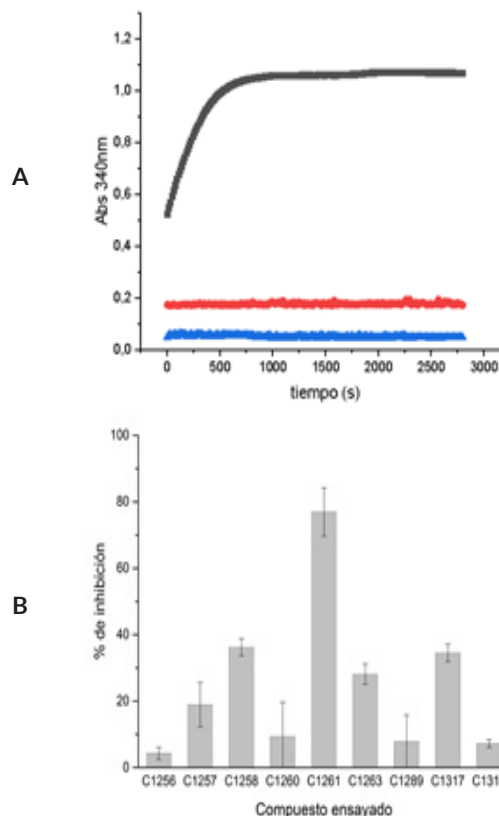 A
Abs 340nm
1,2
1,0
0,8
0,6
0,4
0,2
0,0
0 500 1000 1500 2000 2500 3000
tiempo (s)
B
% de inhibición
100
80
60
40
20
0
C1256 C1257 C1258 C1260 C1261 C1263 C1289 C1317
Compuesto ensayado